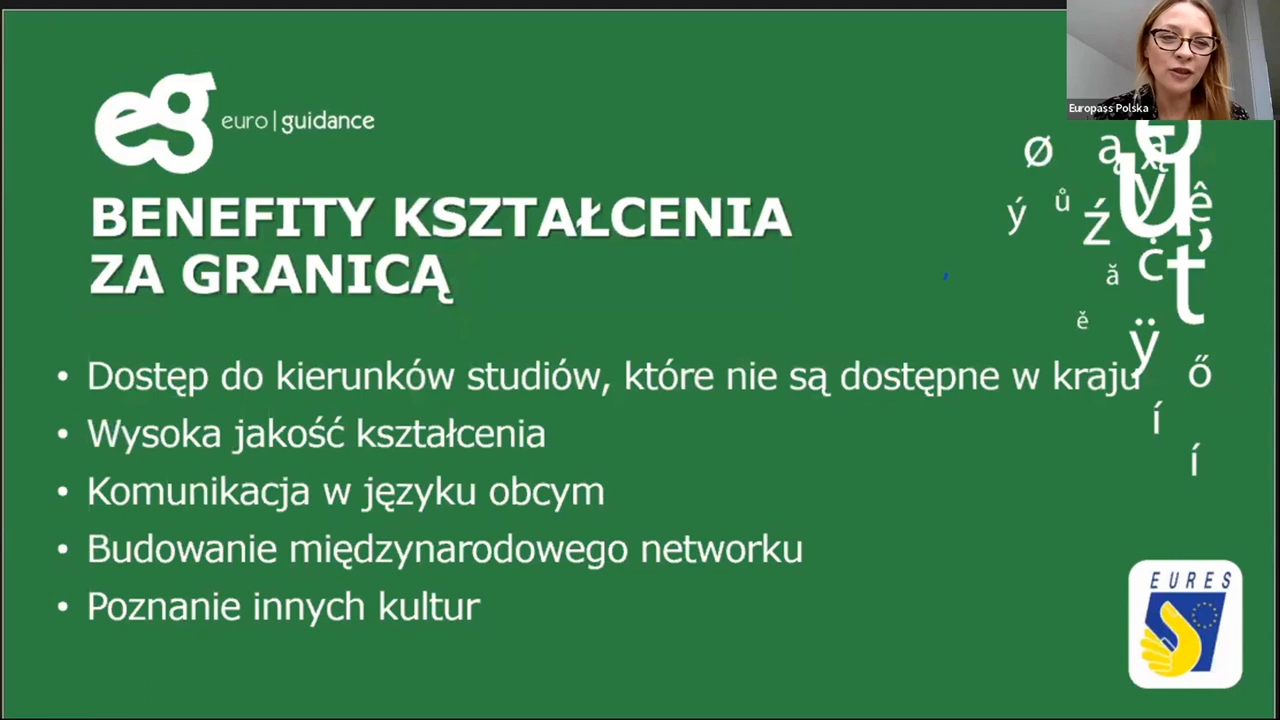 Europass Polska
eg euro|guidance
BENEFITY KSZTAŁCENIA
ZA GRANICĄ
• Dostęp do kierunków studiów, które nie są dostępne w kraju
• Wysoka jakość kształcenia
• Komunikacja w języku obcym
• Budowanie międzynarodowego networku
• Poznanie innych kultur
ø ą
ý ů ź y ê
ă ċ ť
ě ÿ
ő
í
í
EURES